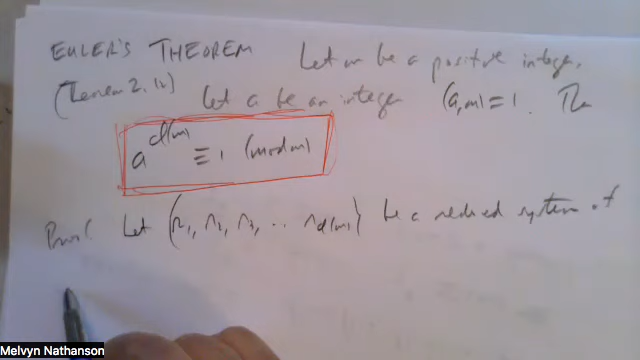 EULER'S THEOREM Let m be a positive integer.
(Theorem 2.12) Let a be an integer (a,m)=1. Then
a^φ(m) ≡ 1 (mod m)
Proof Let {r₁, r₂, r₃, .. r_φ(m)} be a reduced system of
Melvyn Nathanson